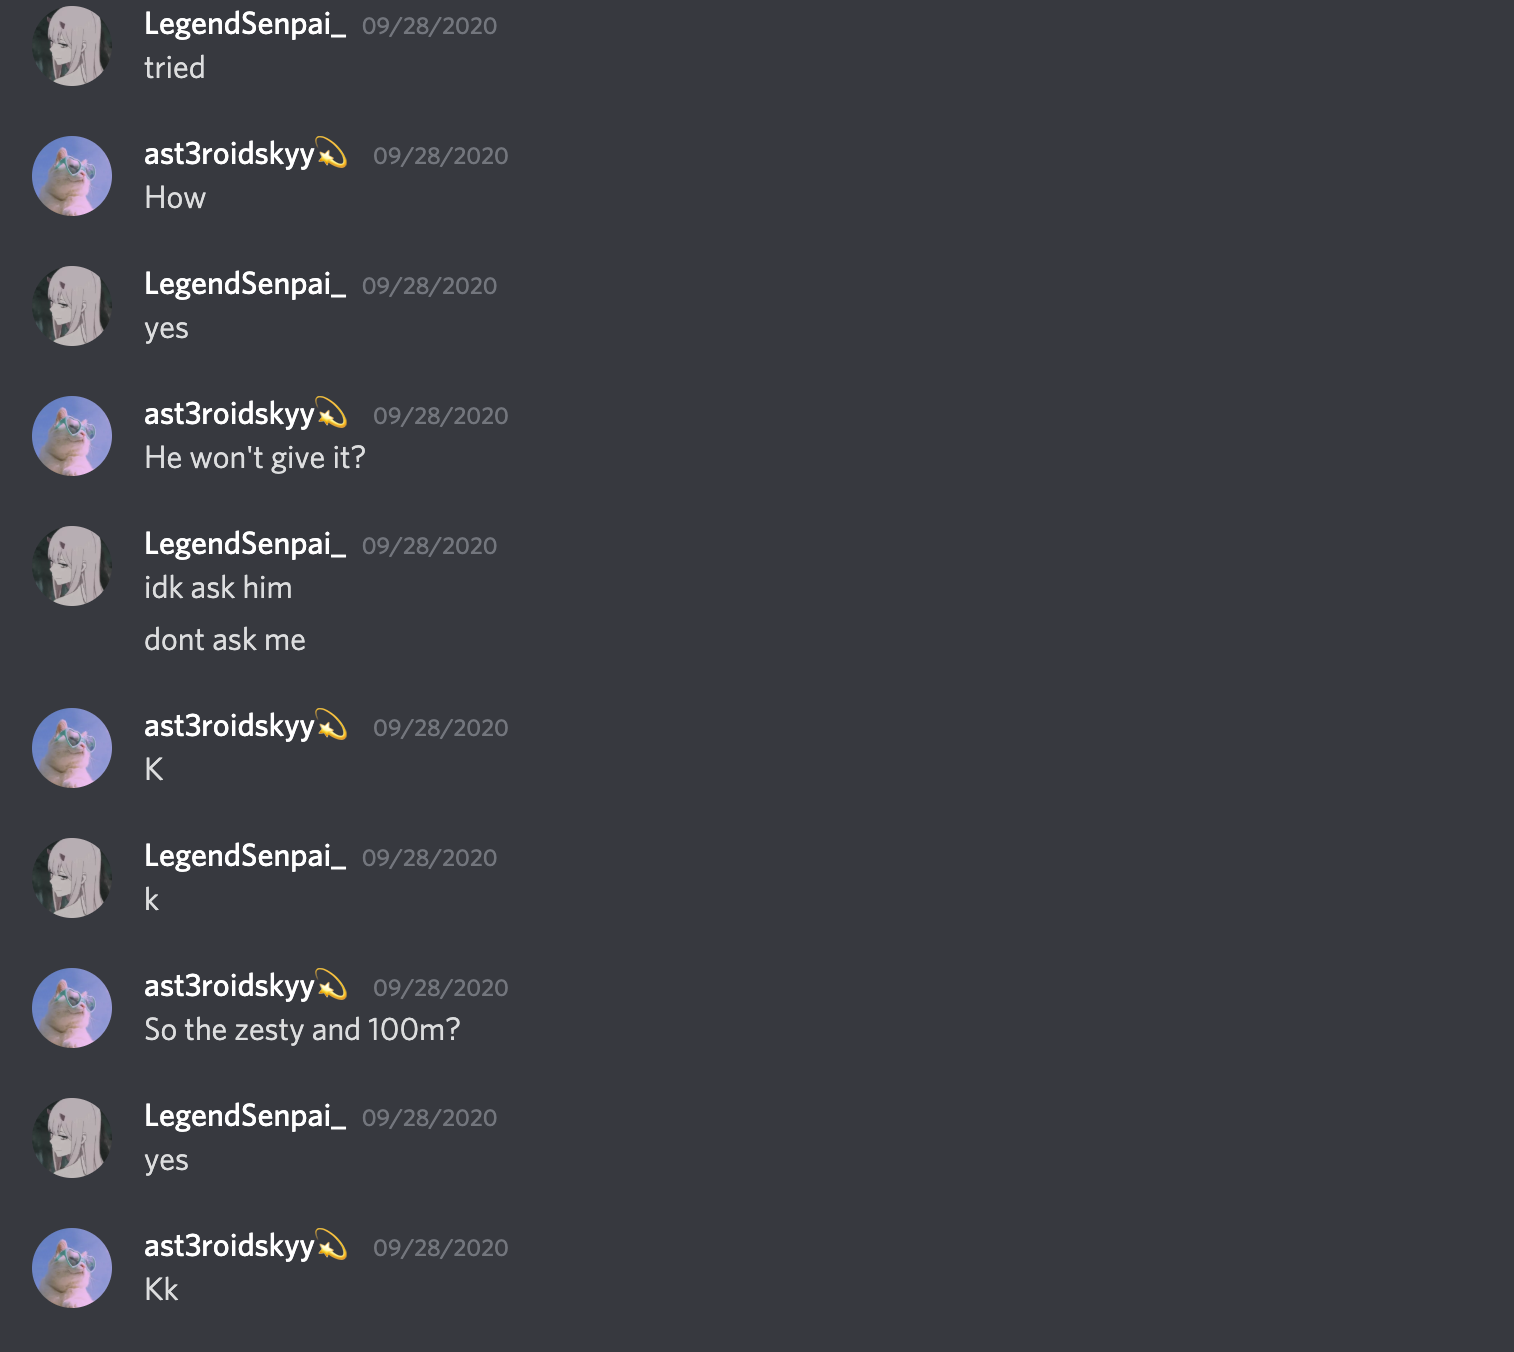 LegendSenpai_ 09/28/2020
tried
ast3roidskyy💫 09/28/2020
How
LegendSenpai_ 09/28/2020
yes
ast3roidskyy💫 09/28/2020
He won't give it?
LegendSenpai_ 09/28/2020
idk ask him
dont ask me
ast3roidskyy💫 09/28/2020
K
LegendSenpai_ 09/28/2020
k
ast3roidskyy💫 09/28/2020
So the zesty and 100m?
LegendSenpai_ 09/28/2020
yes
ast3roidskyy💫 09/28/2020
Kk